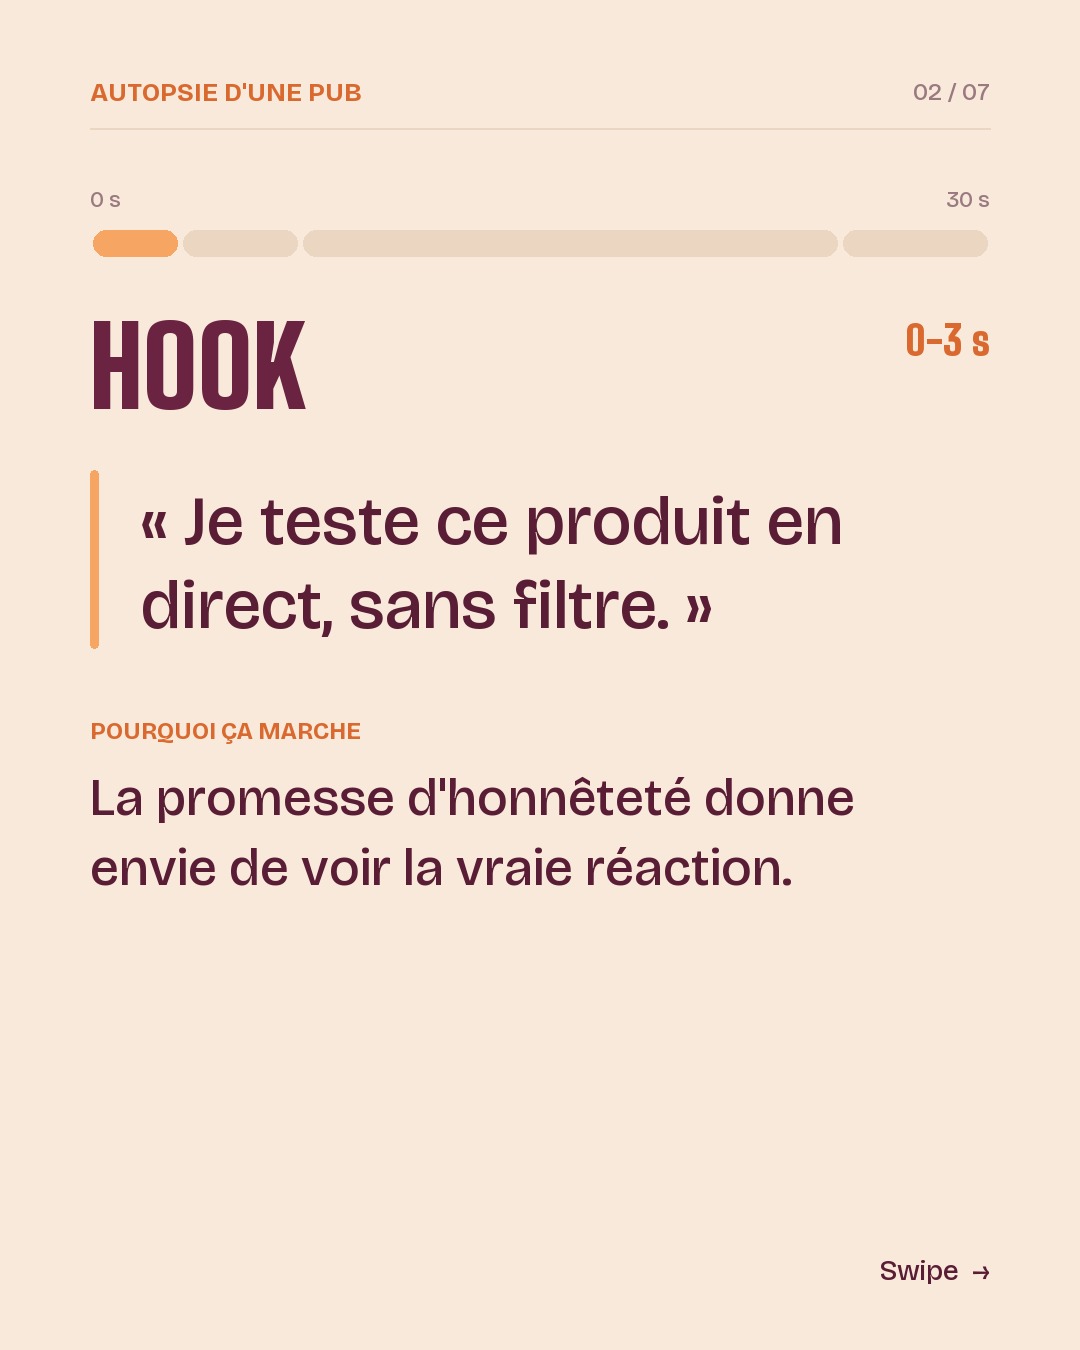 AUTOPSIE D'UNE PUB
02 / 07
0 s
30 s
HOOK
0–3 s
« Je teste ce produit en
direct, sans filtre. »
POURQUOI ÇA MARCHE
La promesse d'honnêteté donne
envie de voir la vraie réaction.
Swipe →